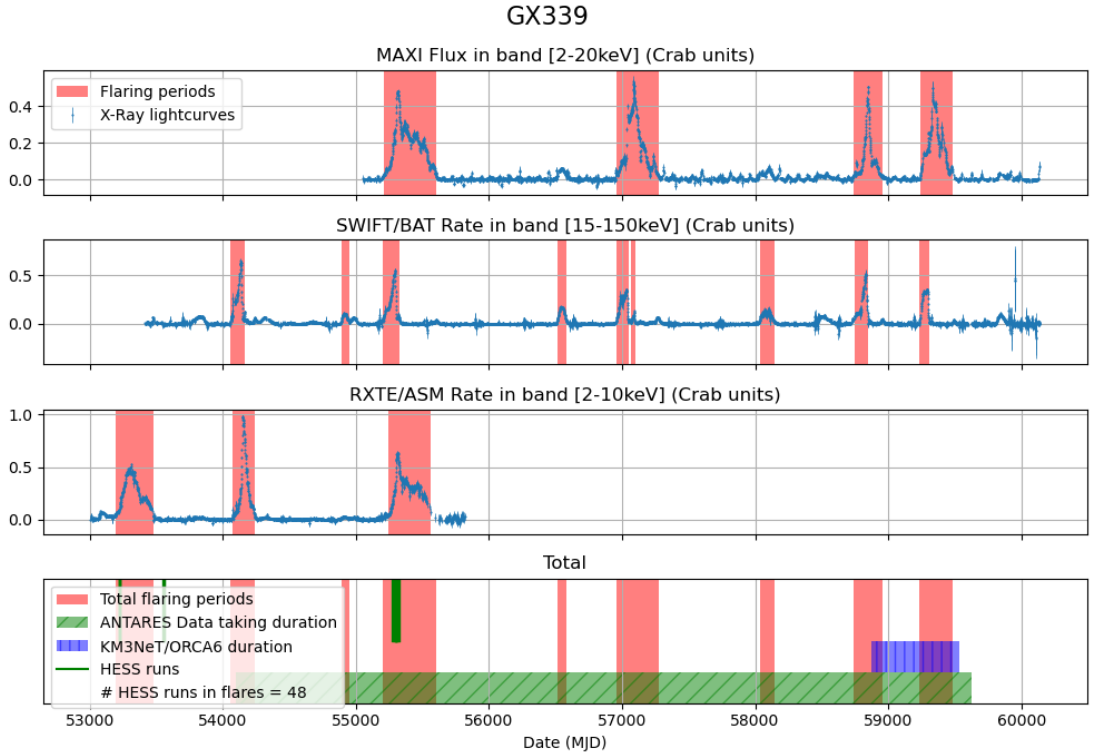 GX339
MAXI Flux in band [2-20keV] (Crab units)
Flaring periods
X-Ray lightcurves
0.4
0.2
0.0
SWIFT/BAT Rate in band [15-150keV] (Crab units)
0.5
0.0
RXTE/ASM Rate in band [2-10keV] (Crab units)
1.0
0.5
0.0
Total
Total flaring periods
ANTARES Data taking duration
KM3NeT/ORCA6 duration
HESS runs
# HESS runs in flares = 48
53000 54000 55000 56000 57000 58000 59000 60000
Date (MJD)